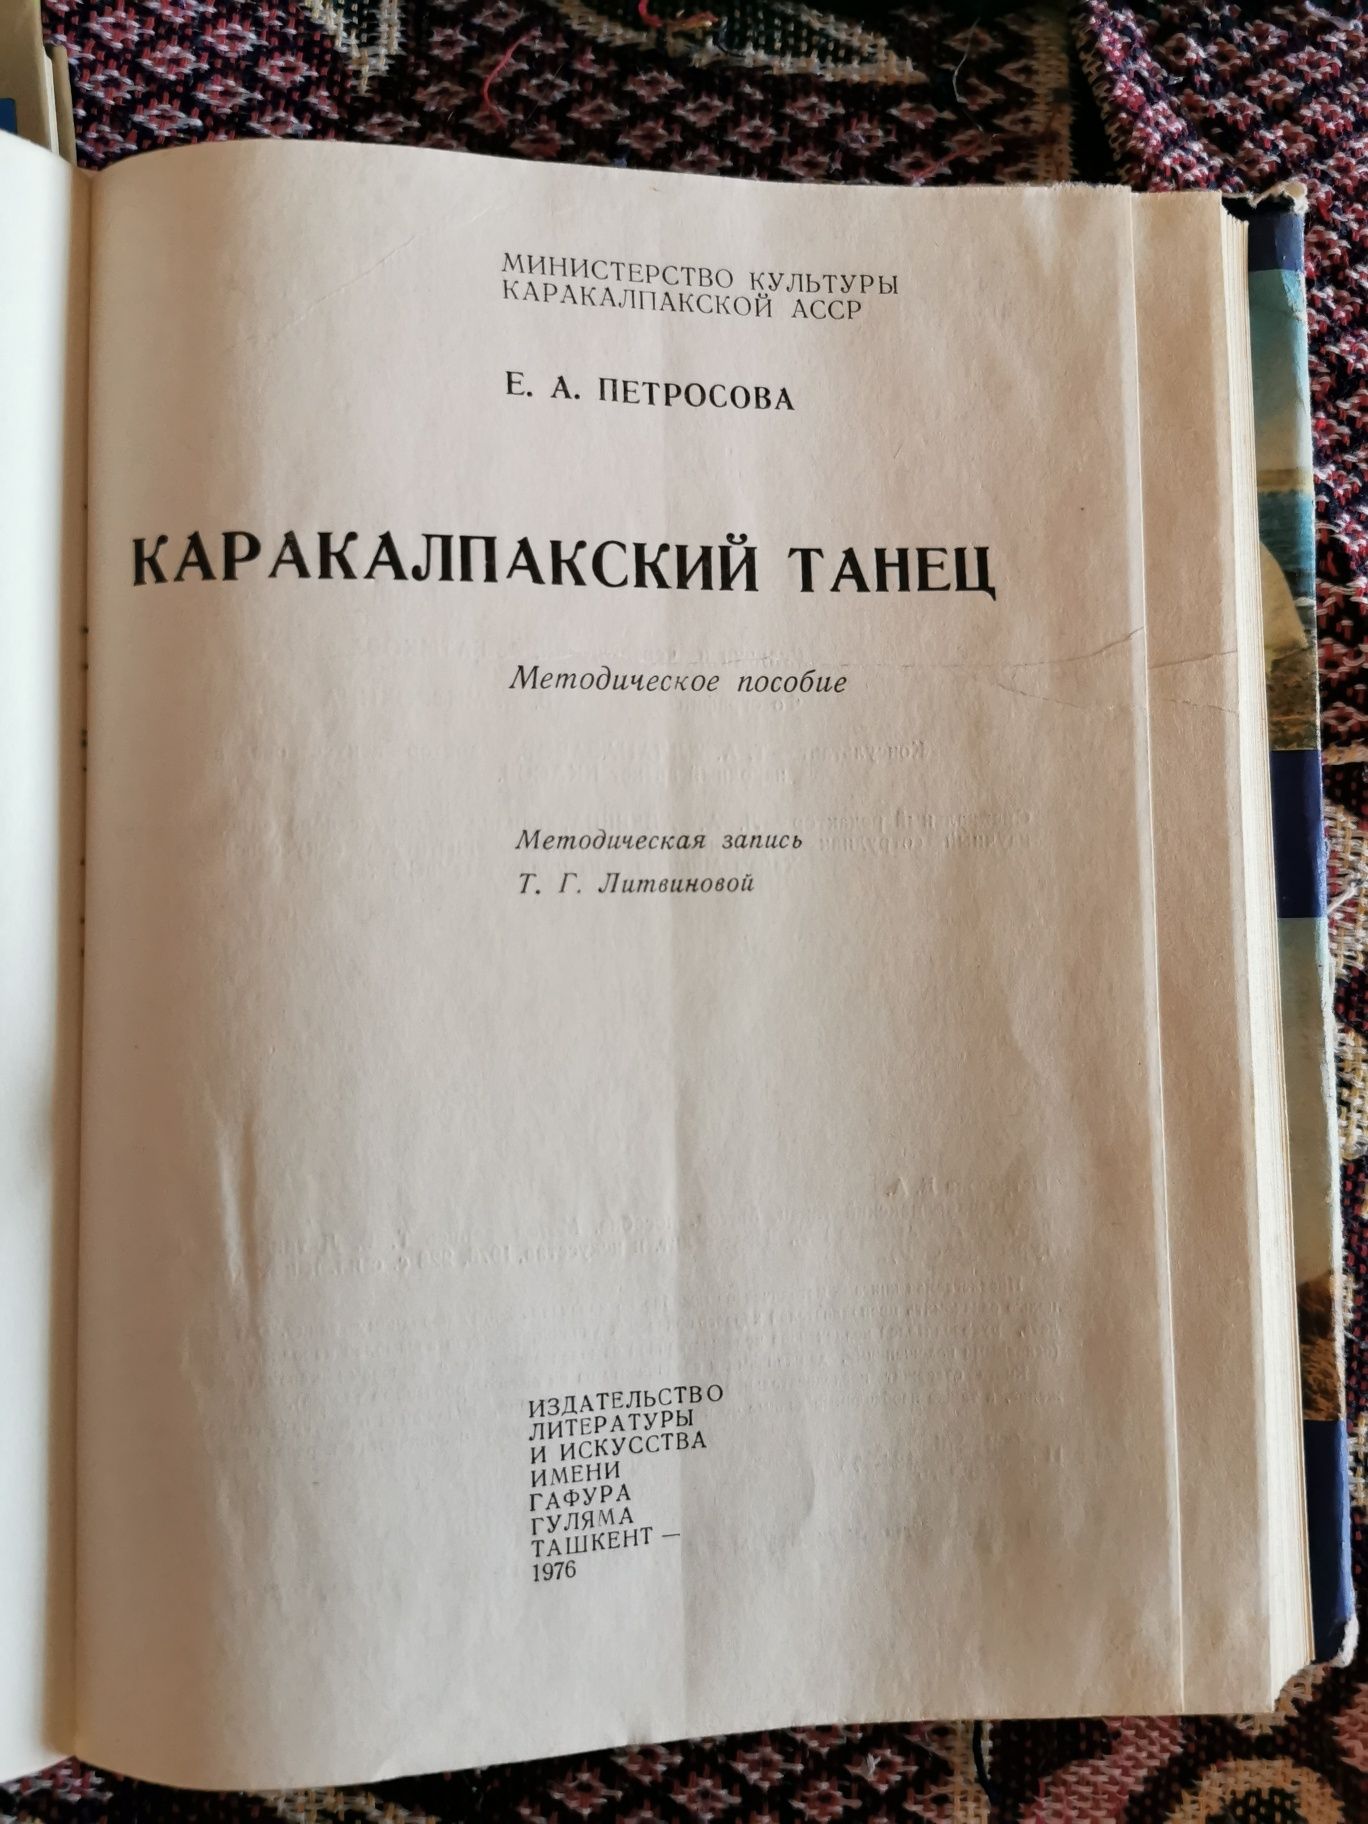 МИНИСТЕРСТВО КУЛЬТУРЫ
КАРАКАЛПАКСКОЙ АССР
Е. А. ПЕТРОСОВА
КАРАКАЛПАКСКИЙ ТАНЕЦ
Методическое пособие
Методическая запись
Т. Г. Литвиновой
ИЗДАТЕЛЬСТВО
ЛИТЕРАТУРЫ
И ИСКУССТВА
ИМЕНИ
ГАФУРА
ГУЛЯМА
ТАШКЕНТ —
1976